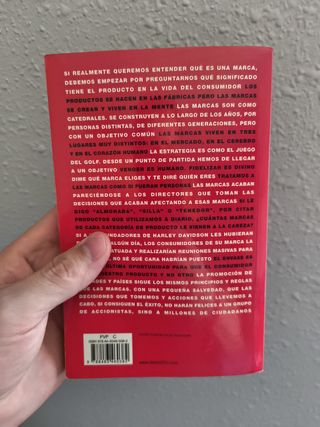 SI REALMENTE QUEREMOS ENTENDER QUÉ ES UNA MARCA,
DEBEMOS EMPEZAR POR PREGUNTARNOS QUÉ SIGNIFICADO
TIENE EL PRODUCTO EN LA VIDA DEL CONSUMIDOR LOS
PRODUCTOS SE HACEN EN LAS FÁBRICAS PERO LAS MARCAS
SE CREAN Y VIVEN EN LA MENTE LAS MARCAS SON COMO
CATEDRALES. SE CONSTRUYEN A LO LARGO DE LOS AÑOS, POR
PERSONAS DISTINTAS, DE DIFERENTES GENERACIONES, PERO
CON UN OBJETIVO COMÚN LAS MARCAS VIVEN EN TRES
LUGARES MUY DISTINTOS: EN EL MERCADO, EN EL CEREBRO
Y EN EL CORAZÓN HUMANO LA ESTRATEGIA ES COMO EL JUEGO
DEL GOLF. DESDE UN PUNTO DE PARTIDA HEMOS DE LLEGAR
A UN OBJETIVO VENCER ES HUMANO. FIDELIZAR ES DIVINO
DIME QUÉ MARCA ELIGES Y TE DIRÉ QUIÉN ERES TRATAMOS A
LAS MARCAS COMO SI FUERAN PERSONAS LAS MARCAS ACABAN
PARECIÉNDOSE A LOS DIRECTORES QUE TOMAN LAS
DECISIONES QUE ACABAN AFECTANDO A ESAS MARCAS SI LE
DIGO "ALMOHADA", "SILLA" O "TENEDOR", POR CITAR
PRODUCTOS QUE UTILIZAMOS A DIARIO, ¿CUÁNTAS MARCAS
DE CADA CATEGORÍA DE PRODUCTO LE VIENEN A LA CABEZA?
FUNDADORES DE HARLEY DAVIDSON LES HUBIERAN
ALGÚN DÍA, LOS CONSUMIDORES DE SU MARCA LA
TATUADA Y REALIZARÍAN REUNIONES MASIVAS PARA
NO SÉ QUÉ CARA HABRÍAN PUESTO EL ENVASE ES
ÚLTIMA OPORTUNIDAD PARA QUE EL CONSUMIDOR
NUESTRO PRODUCTO Y NO OTRO LA PROMOCIÓN DE
Y PAÍSES SIGUE LOS MISMOS PRINCIPIOS Y REGLAS
DE LAS MARCAS. CON UNA PEQUEÑA SALVEDAD, QUE LAS
DECISIONES QUE TOMEMOS Y ACCIONES QUE LLEVEMOS A
CABO, SI CONSIGUEN EL ÉXITO, NO HARÁN FELICES A UN GRUPO
DE ACCIONISTAS, SINO A MILLONES DE CIUDADANOS
PVP C